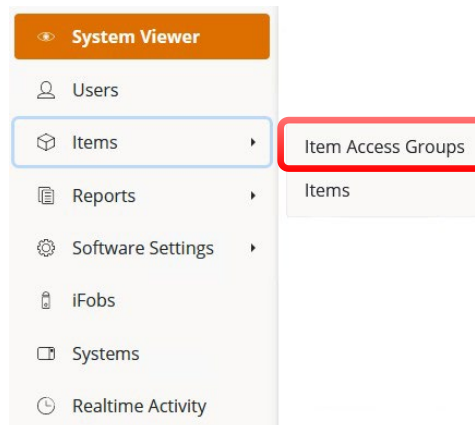 System Viewer
Users
Items
Item Access Groups
Reports
Items
Software Settings
iFobs
Systems
Realtime Activity